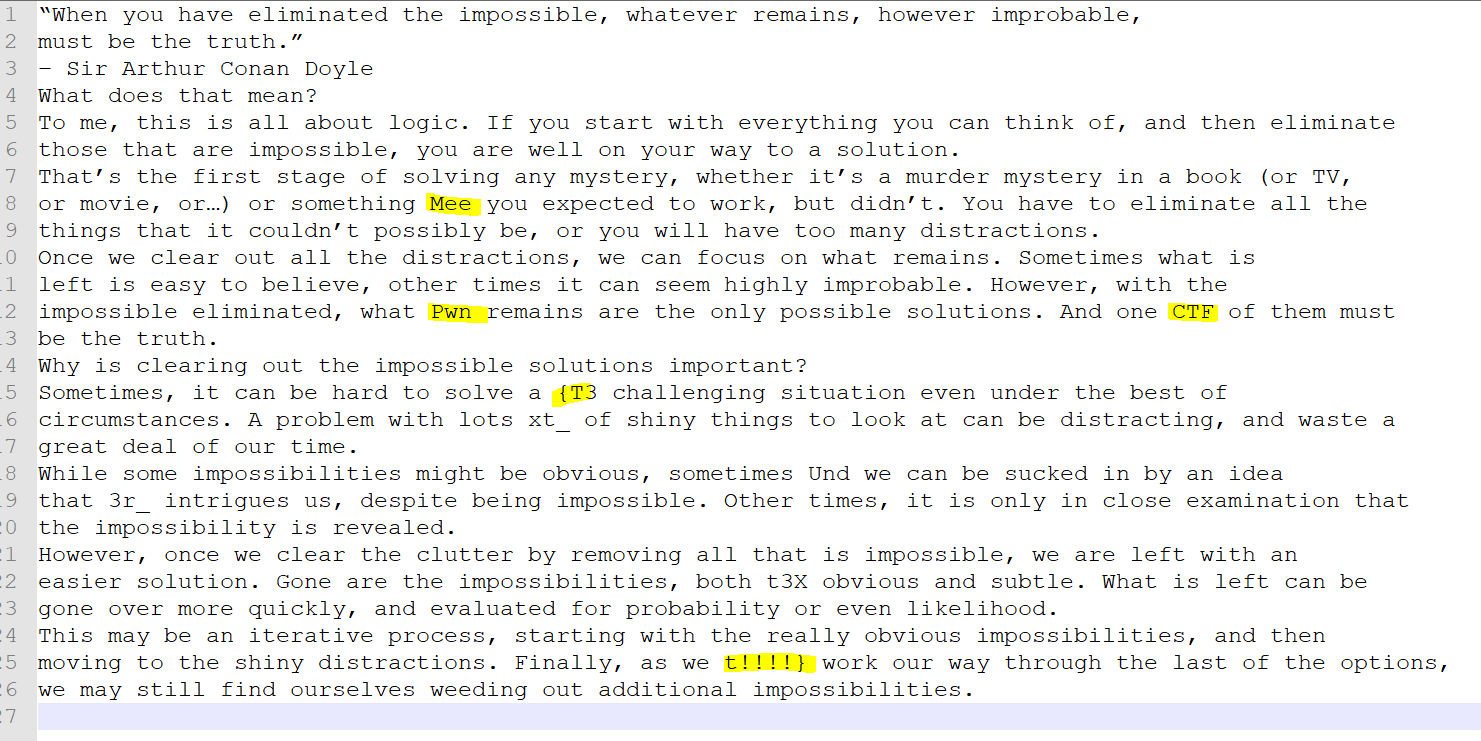 1 “When you have eliminated the impossible, whatever remains, however improbable,
2 must be the truth.”
3 – Sir Arthur Conan Doyle
4 What does that mean?
5 To me, this is all about logic. If you start with everything you can think of, and then eliminate
6 those that are impossible, you are well on your way to a solution.
7 That’s the first stage of solving any mystery, whether it’s a murder mystery in a book (or TV,
8 or movie, or…) or something Mee you expected to work, but didn’t. You have to eliminate all the
9 things that it couldn’t possibly be, or you will have too many distractions.
0 Once we clear out all the distractions, we can focus on what remains. Sometimes what is
1 left is easy to believe, other times it can seem highly improbable. However, with the
2 impossible eliminated, what Pwn remains are the only possible solutions. And one CTF of them must
3 be the truth.
4 Why is clearing out the impossible solutions important?
5 Sometimes, it can be hard to solve a {T3 challenging situation even under the best of
6 circumstances. A problem with lots xt_ of shiny things to look at can be distracting, and waste a
7 great deal of our time.
8 While some impossibilities might be obvious, sometimes Und we can be sucked in by an idea
9 that 3r_ intrigues us, despite being impossible. Other times, it is only in close examination that
0 the impossibility is revealed.
1 However, once we clear the clutter by removing all that is impossible, we are left with an
2 easier solution. Gone are the impossibilities, both t3X obvious and subtle. What is left can be
3 gone over more quickly, and evaluated for probability or even likelihood.
4 This may be an iterative process, starting with the really obvious impossibilities, and then
5 moving to the shiny distractions. Finally, as we t!!!!} work our way through the last of the options,
6 we may still find ourselves weeding out additional impossibilities.
7